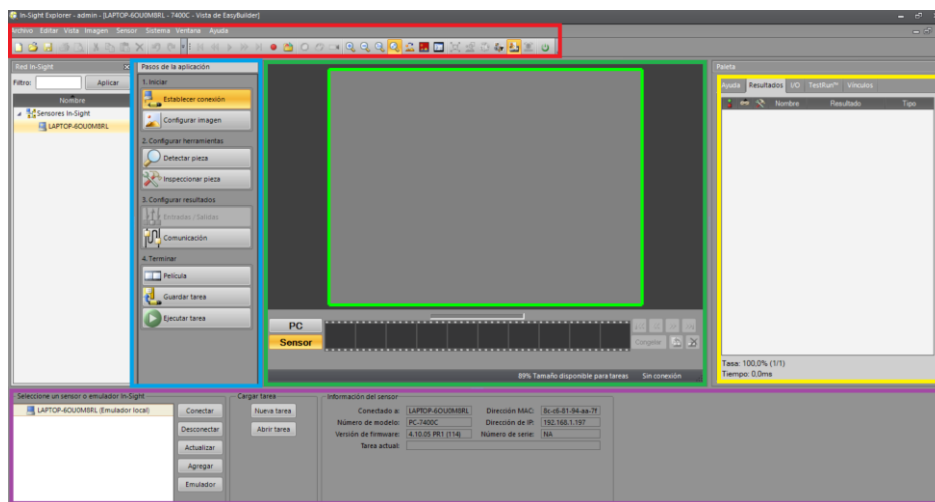 In-Sight Explorer - admin - [LAPTOP-6OU0M8RL - 7400C - Vista de EasyBuilder]
Archivo Editar Vista Imagen Sensor Sistema Ventana Ayuda
Red In-Sight
Filtro:
Aplicar
Nombre
Sensores In-Sight
LAPTOP-6OU0M8RL
Pasos de la aplicación
1. Iniciar
Establecer conexión
Configurar imagen
2. Configurar herramientas
Detectar pieza
Inspeccionar pieza
3. Configurar resultados
Entradas / Salidas
Comunicación
4. Terminar
Película
Guardar tarea
Ejecutar tarea
PC
Sensor
Congelar
89% Tamaño disponible para tareas Sin conexión
Paleta
Ayuda Resultados I/O TestRun™ Vínculos
Nombre Resultado Tipo
Tasa: 100,0% (1/1)
Tiempo: 0,0ms
Seleccione un sensor o emulador In-Sight
LAPTOP-6OU0M8RL (Emulador local)
Conectar
Desconectar
Actualizar
Agregar
Emulador
Cargar tarea
Nueva tarea
Abrir tarea
Información del sensor
Conectado a: LAPTOP-6OU0M8RL Dirección MAC: 5c-c6-81-94-aa-7f
Número de modelo: PC-7400C Dirección de IP: 192.168.1.197
Versión de firmware: 4.10.05 PR1 (114) Número de serie: NA
Tarea actual: